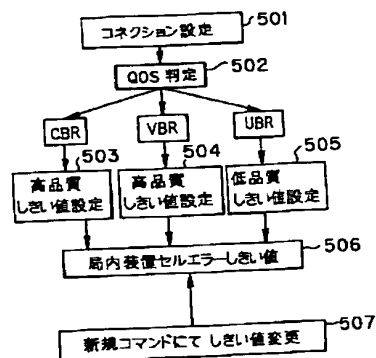 コネクション設定 501
QOS 判定 502
CBR VBR UBR
503 504 505
高品質 高品質 低品質
しきい値設定 しきい値設定 しきい値設定
局内装置セルエラーしきい値 506
新規コマンドにて しきい値変更 507